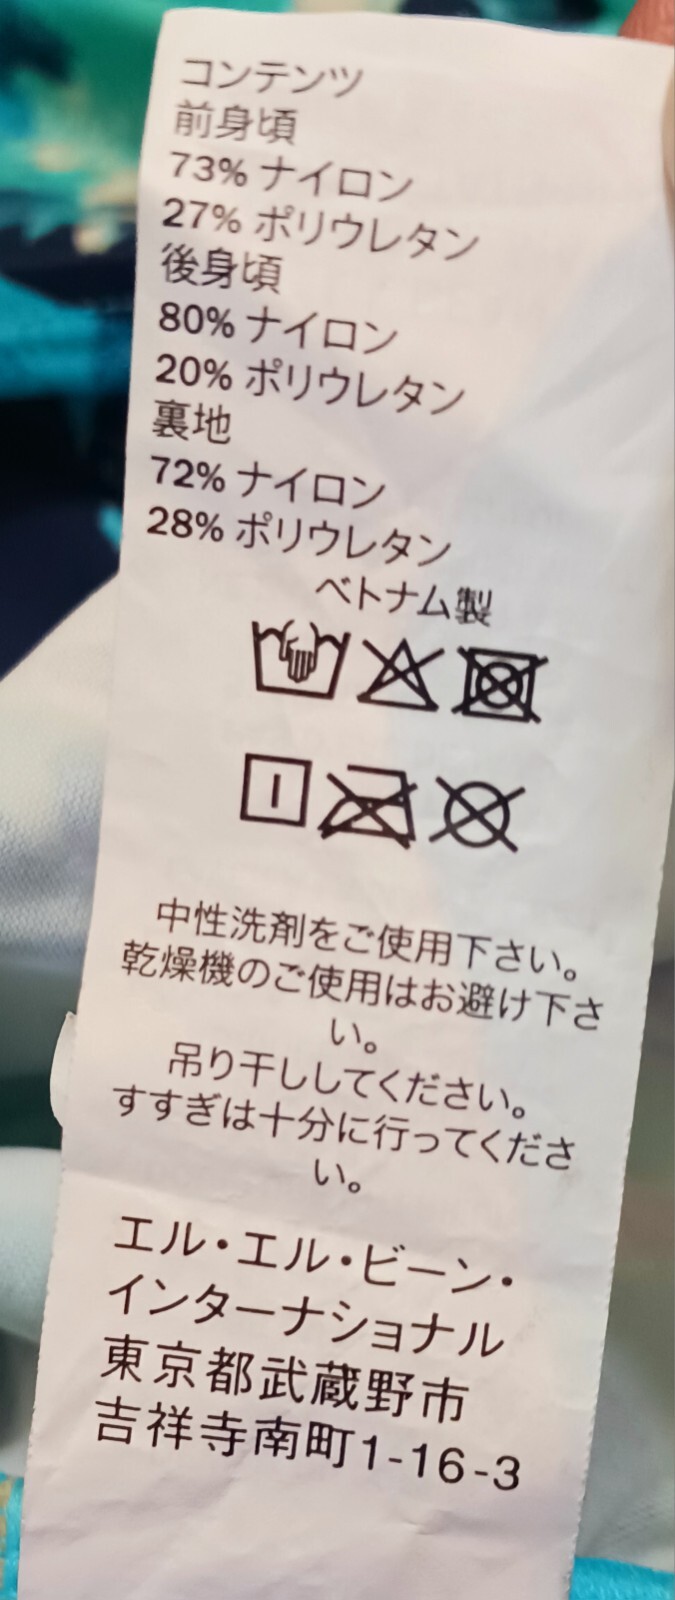 コンテンツ
前身頃
73% ナイロン
27% ポリウレタン
後身頃
80% ナイロン
20% ポリウレタン
裏地
72% ナイロン
28% ポリウレタン
ベトナム製
中性洗剤をご使用下さい。
乾燥機のご使用はお避け下さ
い。
吊り干ししてください。
すすぎは十分に行ってくださ
い。
エル・エル・ビーン・
インターナショナル
東京都武蔵野市
吉祥寺南町1-16-3